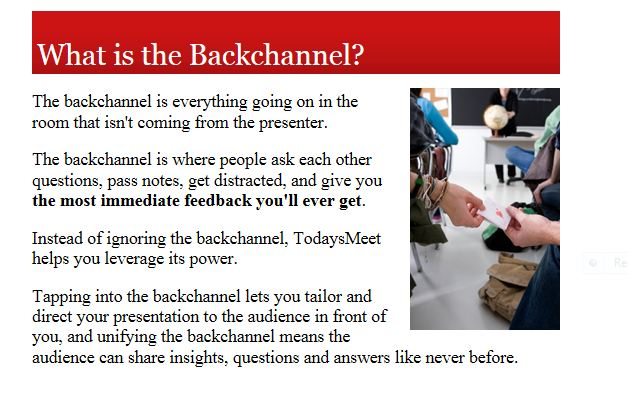 What is the Backchannel?
The backchannel is everything going on in the
room that isn't coming from the presenter.
The backchannel is where people ask each other
questions, pass notes, get distracted, and give you
the most immediate feedback you'll ever get.
Instead of ignoring the backchannel, TodaysMeet
helps you leverage its power.
Tapping into the backchannel lets you tailor and
direct your presentation to the audience in front of
you, and unifying the backchannel means the
audience can share insights, questions and answers like never before.
Re